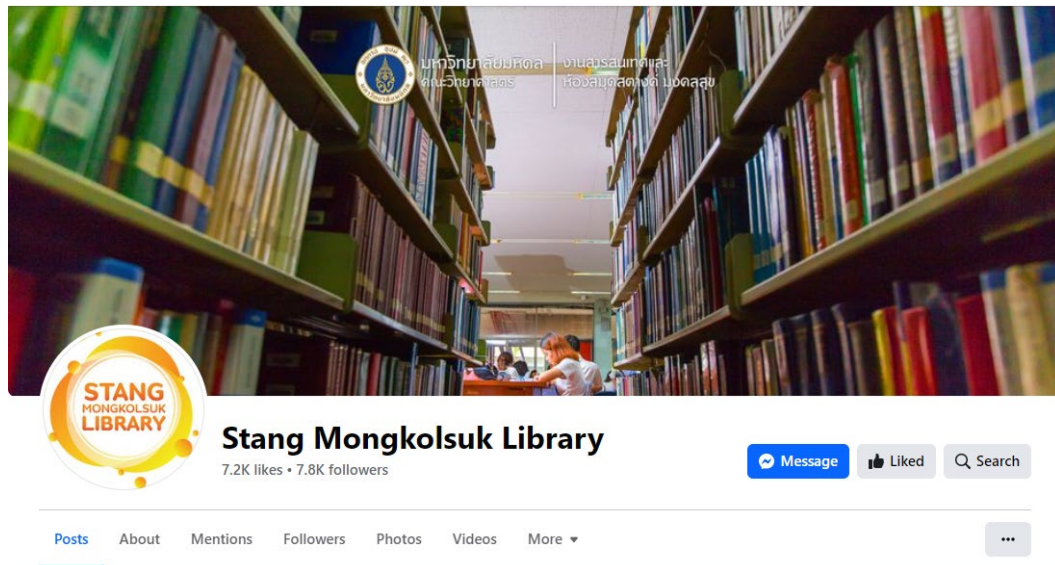 มหาวิทยาลัยมหิดล
คณะวิทยาศาสตร์
งานสารสนเทศและ
ห้องสมุดสตางค์ มงคลสุข
STANG
MONGKOLSUK
LIBRARY
Stang Mongkolsuk Library
7.2K likes • 7.8K followers
Message
Liked
Search
Posts About Mentions Followers Photos Videos More